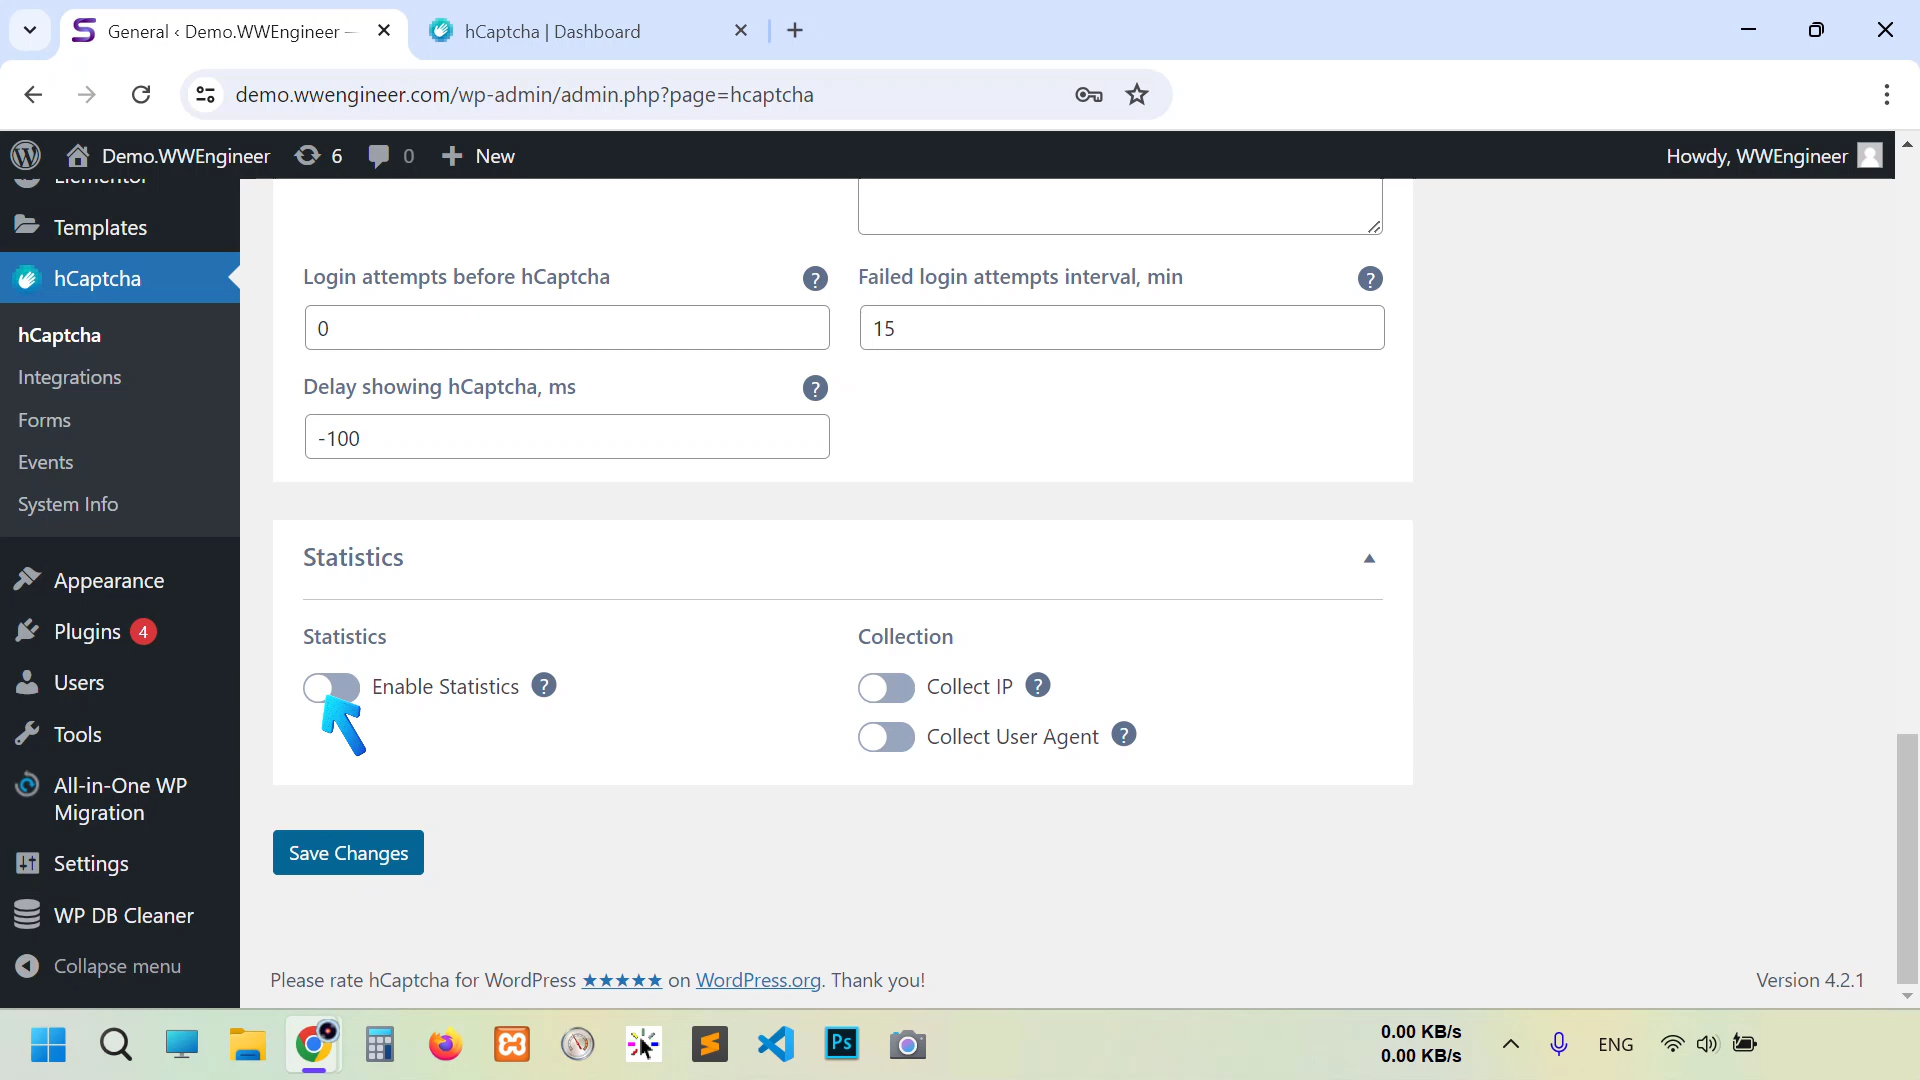 General ‹ Demo.WWEngineer —
hCaptcha | Dashboard
demo.wwengineer.com/wp-admin/admin.php?page=hcaptcha
Demo.WWEngineer
6
0
New
Howdy, WWEngineer
Elementor
Templates
hCaptcha
hCaptcha
Integrations
Forms
Events
System Info
Appearance
Plugins 4
Users
Tools
All-in-One WP
Migration
Settings
WP DB Cleaner
Collapse menu
Login attempts before hCaptcha ?
Failed login attempts interval, min ?
0
15
Delay showing hCaptcha, ms ?
-100
Statistics
Statistics
Collection
Enable Statistics ?
Collect IP ?
Collect User Agent ?
Save Changes
Please rate hCaptcha for WordPress ★★★★★ on WordPress.org. Thank you!
Version 4.2.1
Ps
0.00 KB/s
0.00 KB/s
ENG